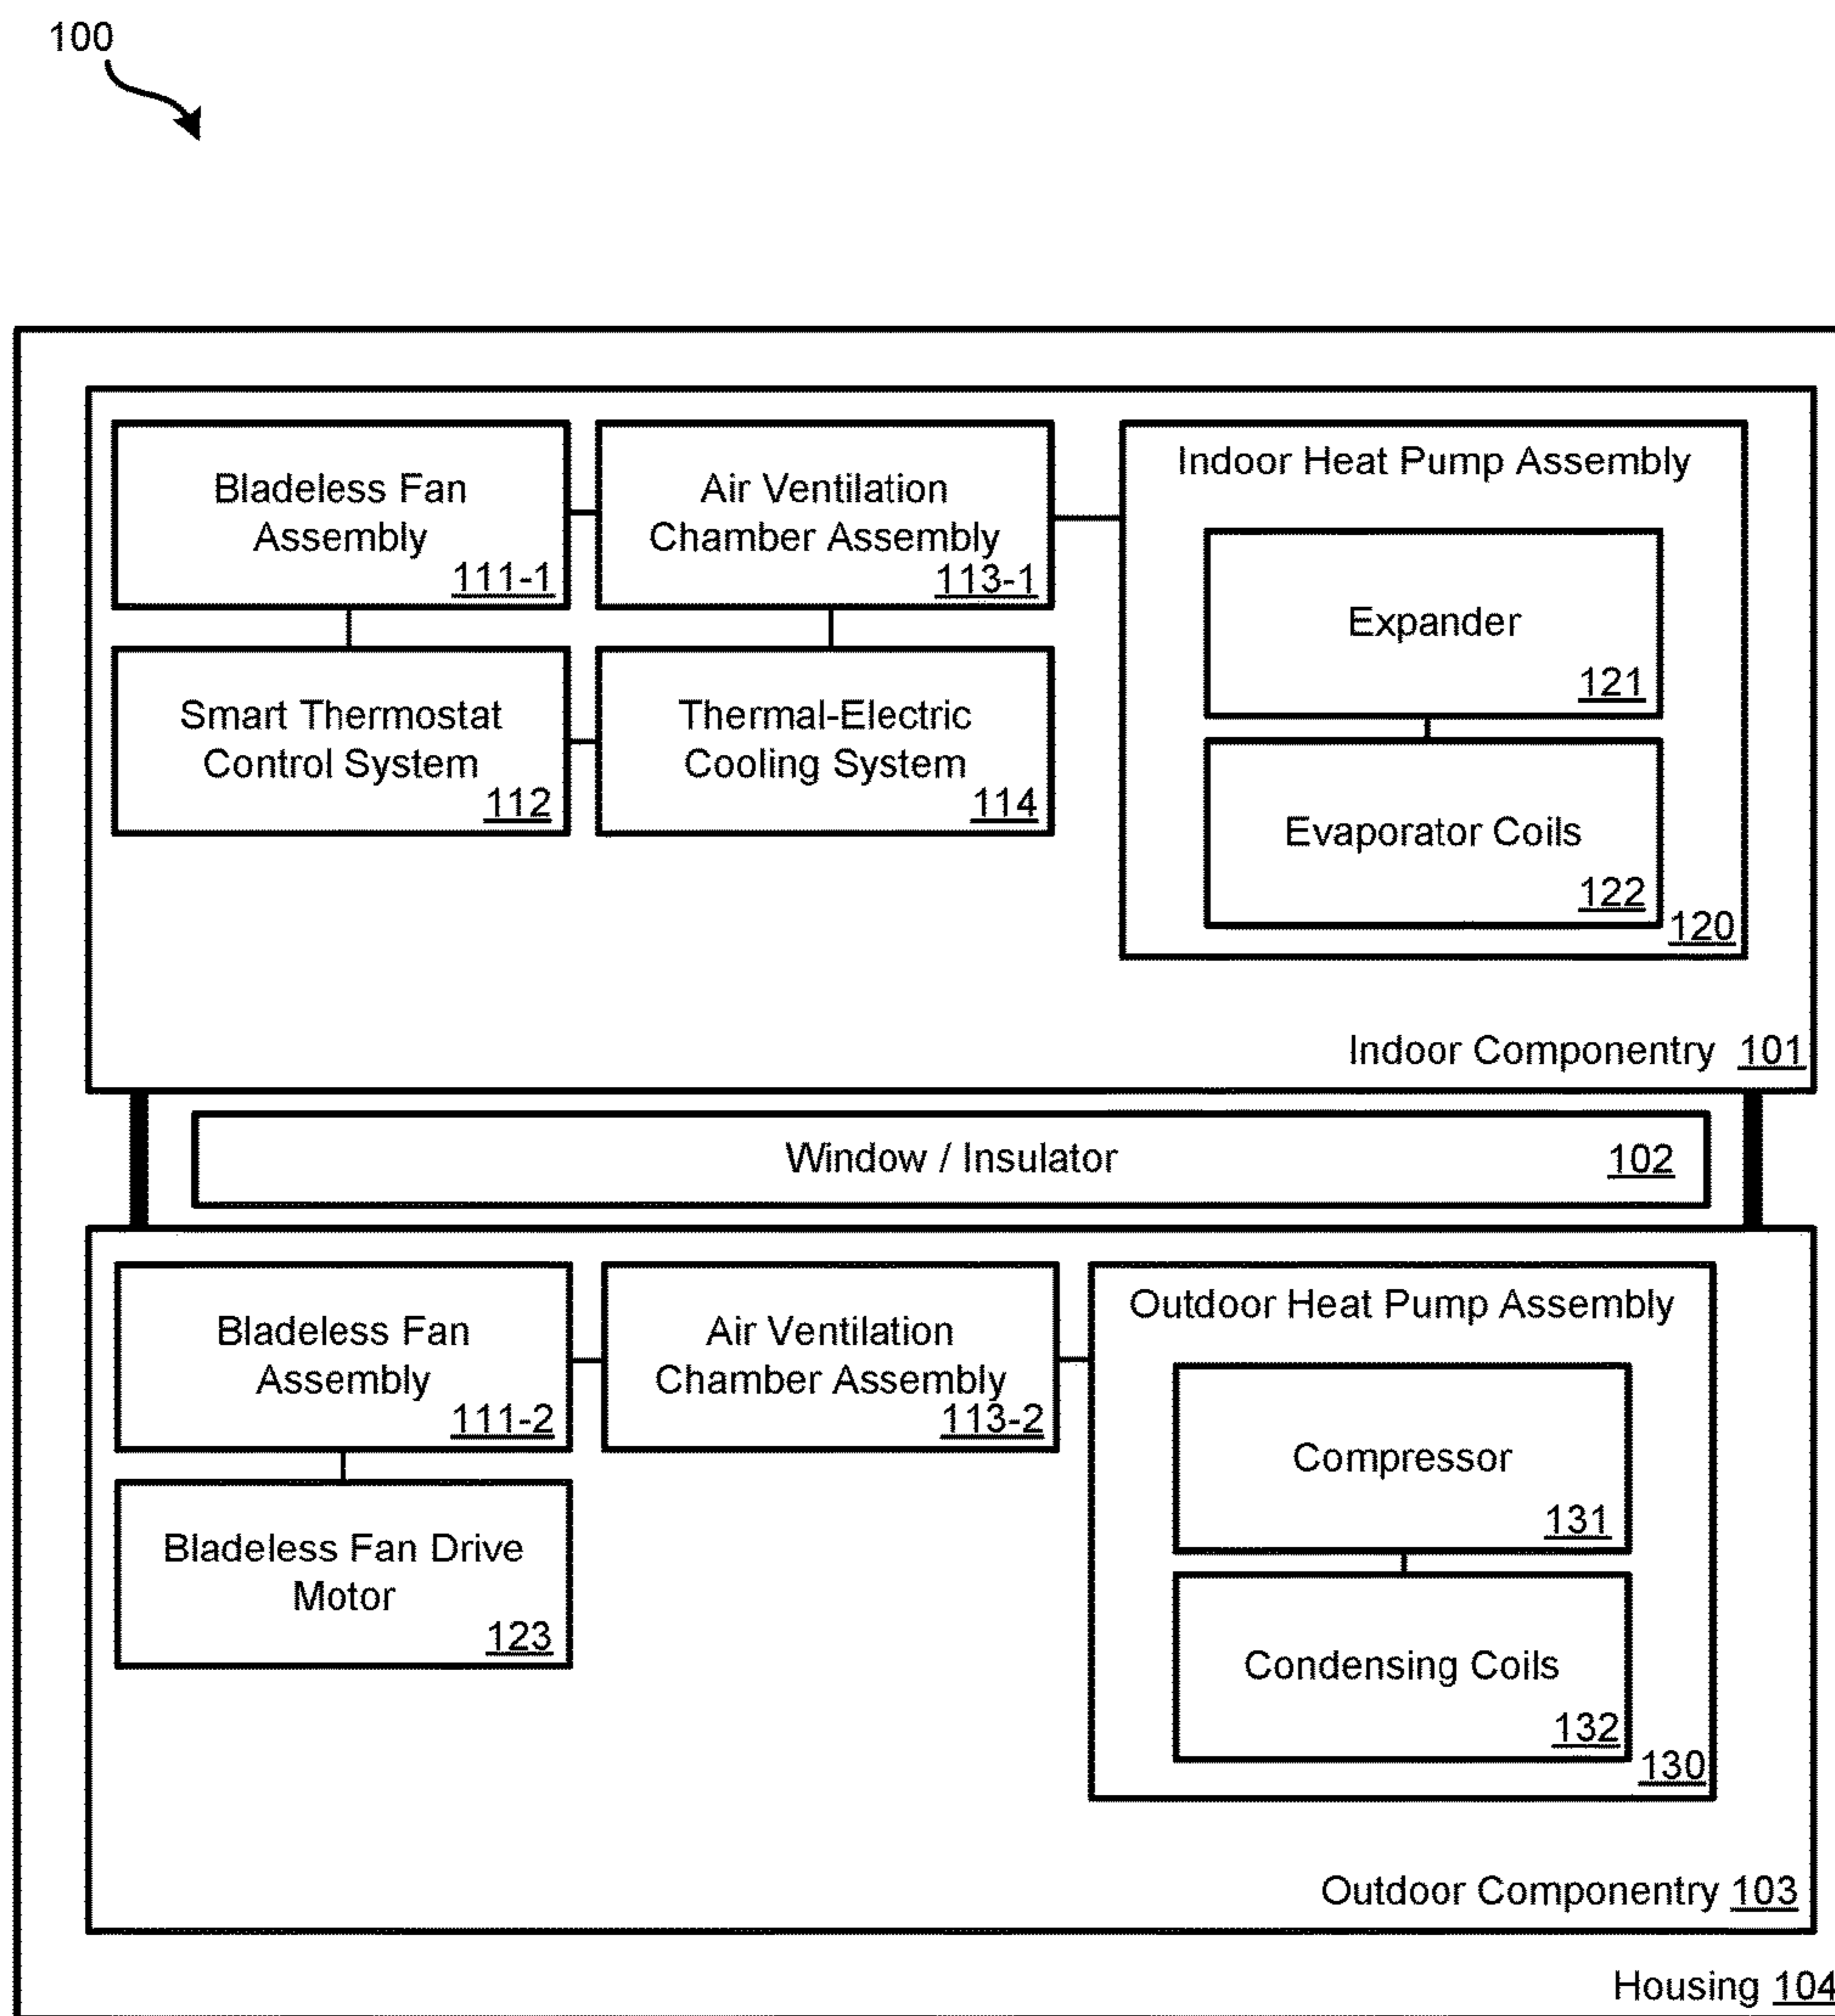 100
Bladeless Fan
Assembly
111-1
Air Ventilation
Chamber Assembly
113-1
Indoor Heat Pump Assembly
Expander
121
Smart Thermostat
Control System
112
Thermal-Electric
Cooling System
114
Evaporator Coils
122
120
Indoor Componentry 101
Window / Insulator 102
Bladeless Fan
Assembly
111-2
Air Ventilation
Chamber Assembly
113-2
Outdoor Heat Pump Assembly
Compressor
131
Bladeless Fan Drive
Motor
123
Condensing Coils
132
130
Outdoor Componentry 103
Housing 104